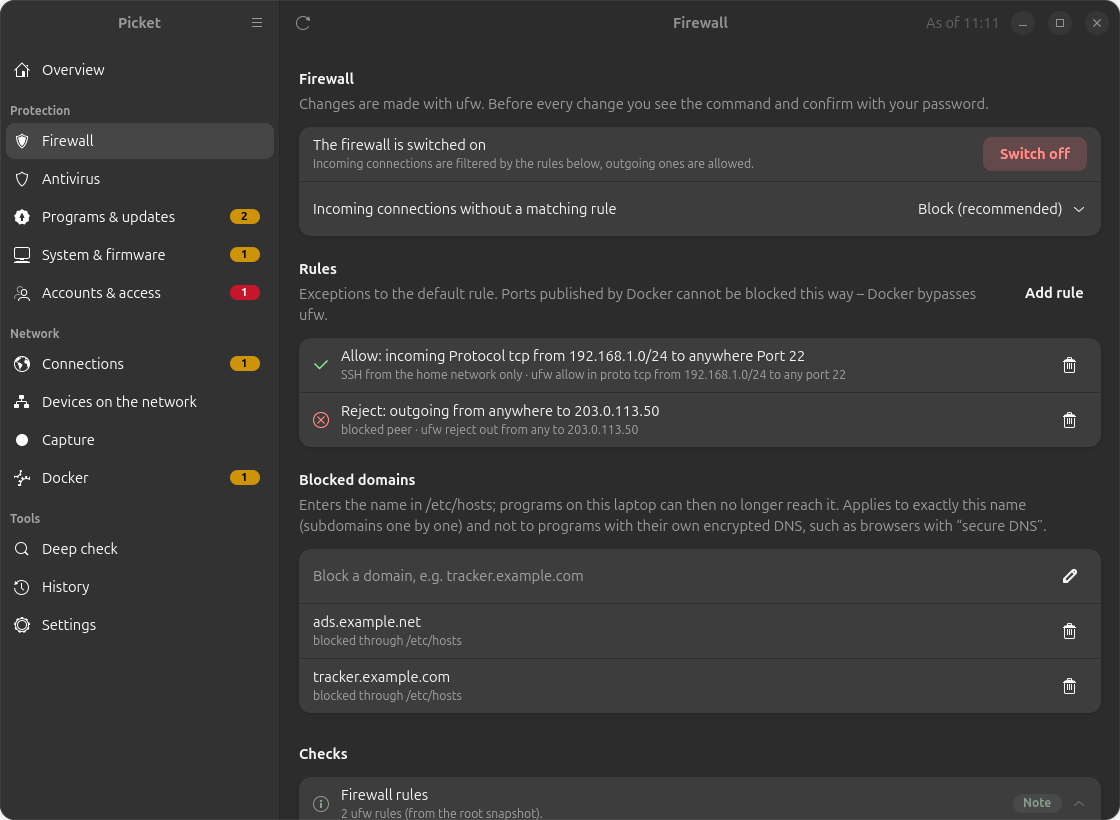 Picket
Firewall
As of 11:11
Overview
Protection
Firewall
Antivirus
Programs & updates
2
System & firmware
1
Accounts & access
1
Network
Connections
1
Devices on the network
Capture
Docker
1
Tools
Deep check
History
Settings
Firewall
Changes are made with ufw. Before every change you see the command and confirm with your password.
The firewall is switched on
Incoming connections are filtered by the rules below, outgoing ones are allowed.
Switch off
Incoming connections without a matching rule
Block (recommended)
Rules
Exceptions to the default rule. Ports published by Docker cannot be blocked this way – Docker bypasses
ufw.
Add rule
Allow: incoming Protocol tcp from 192.168.1.0/24 to anywhere Port 22
SSH from the home network only · ufw allow in proto tcp from 192.168.1.0/24 to any port 22
Reject: outgoing from anywhere to 203.0.113.50
blocked peer · ufw reject out from any to 203.0.113.50
Blocked domains
Enters the name in /etc/hosts; programs on this laptop can then no longer reach it. Applies to exactly this name
(subdomains one by one) and not to programs with their own encrypted DNS, such as browsers with “secure DNS”.
Block a domain, e.g. tracker.example.com
ads.example.net
blocked through /etc/hosts
tracker.example.com
blocked through /etc/hosts
Checks
Firewall rules
2 ufw rules (from the root snapshot).
Note